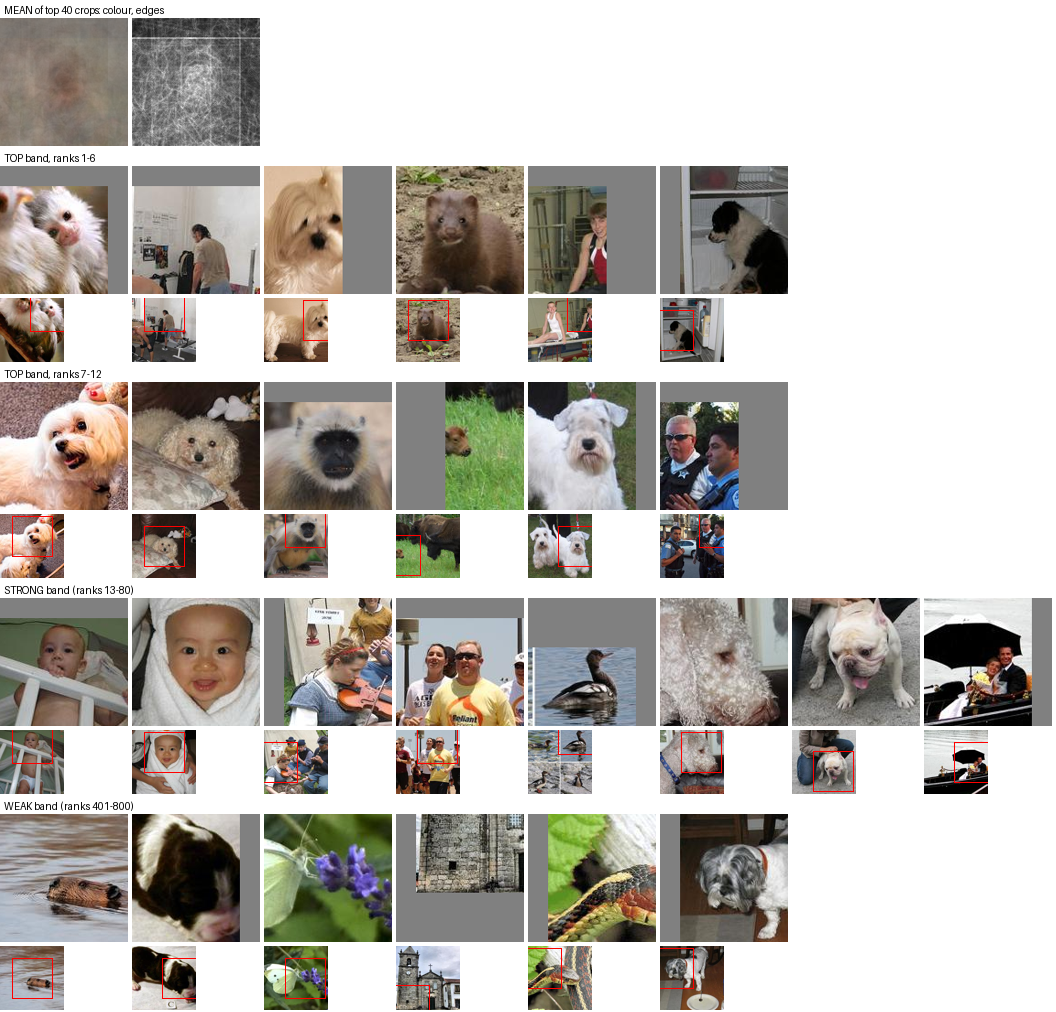 MEAN of top 40 crops: colour, edges
TOP band, ranks 1-6
TOP band, ranks 7-12
STRONG band (ranks 13-80)
Reliant
WEAK band (ranks 401-800)